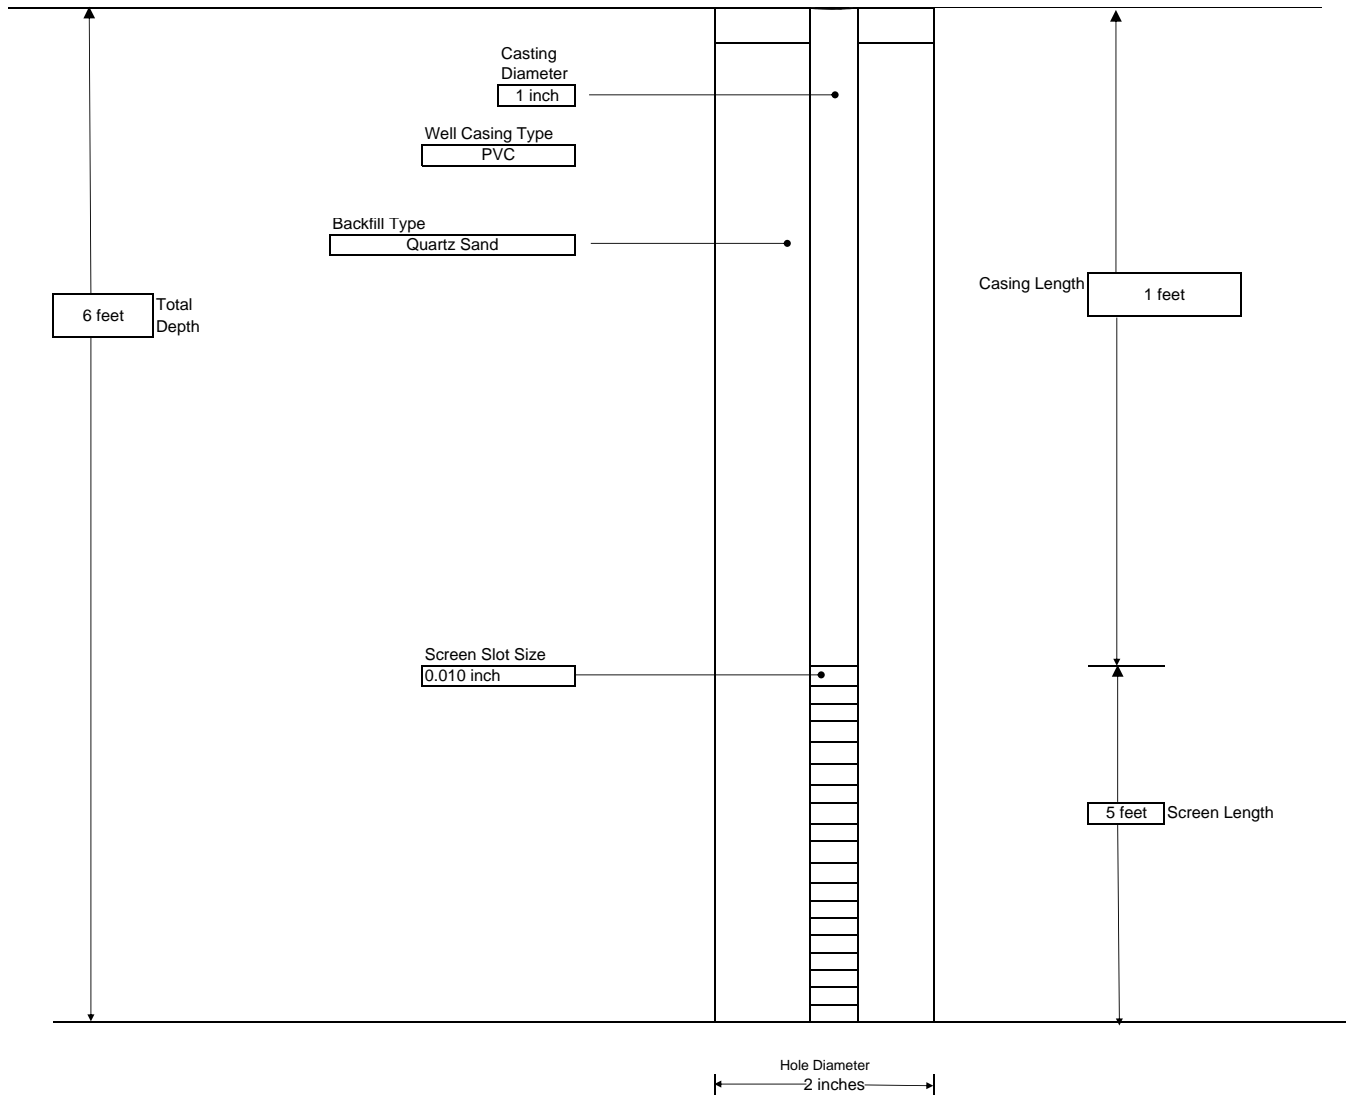 Casting
Diameter
1 inch
Well Casing Type
PVC
Backfill Type
Quartz Sand
Casing Length
1 feet
6 feet
Total
Depth
Screen Slot Size
0.010 inch
5 feet
Screen Length
Hole Diameter
2 inches